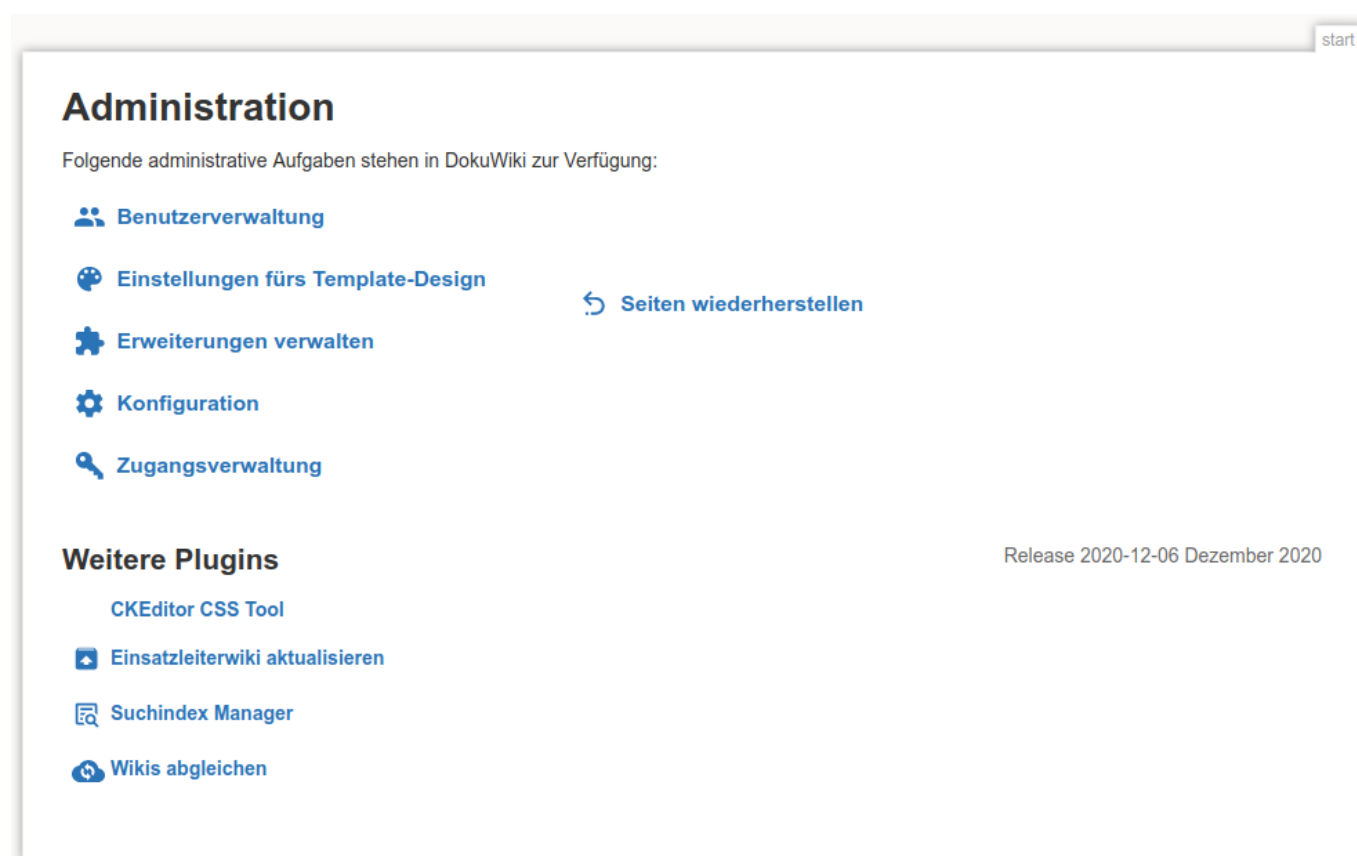 start
Administration
Folgende administrative Aufgaben stehen in DokuWiki zur Verfügung:
Benutzerverwaltung
Einstellungen fürs Template-Design
Erweiterungen verwalten
Konfiguration
Zugangsverwaltung
Seiten wiederherstellen
Weitere Plugins
Release 2020-12-06 Dezember 2020
CKEditor CSS Tool
Einsatzleiterwiki aktualisieren
Suchindex Manager
Wikis abgleichen